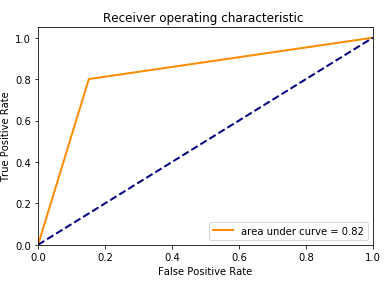 Receiver operating characteristic
1.0
0.8
0.6
0.4
0.2
0.0
True Positive Rate
area under curve = 0.82
0.0 0.2 0.4 0.6 0.8 1.0
False Positive Rate